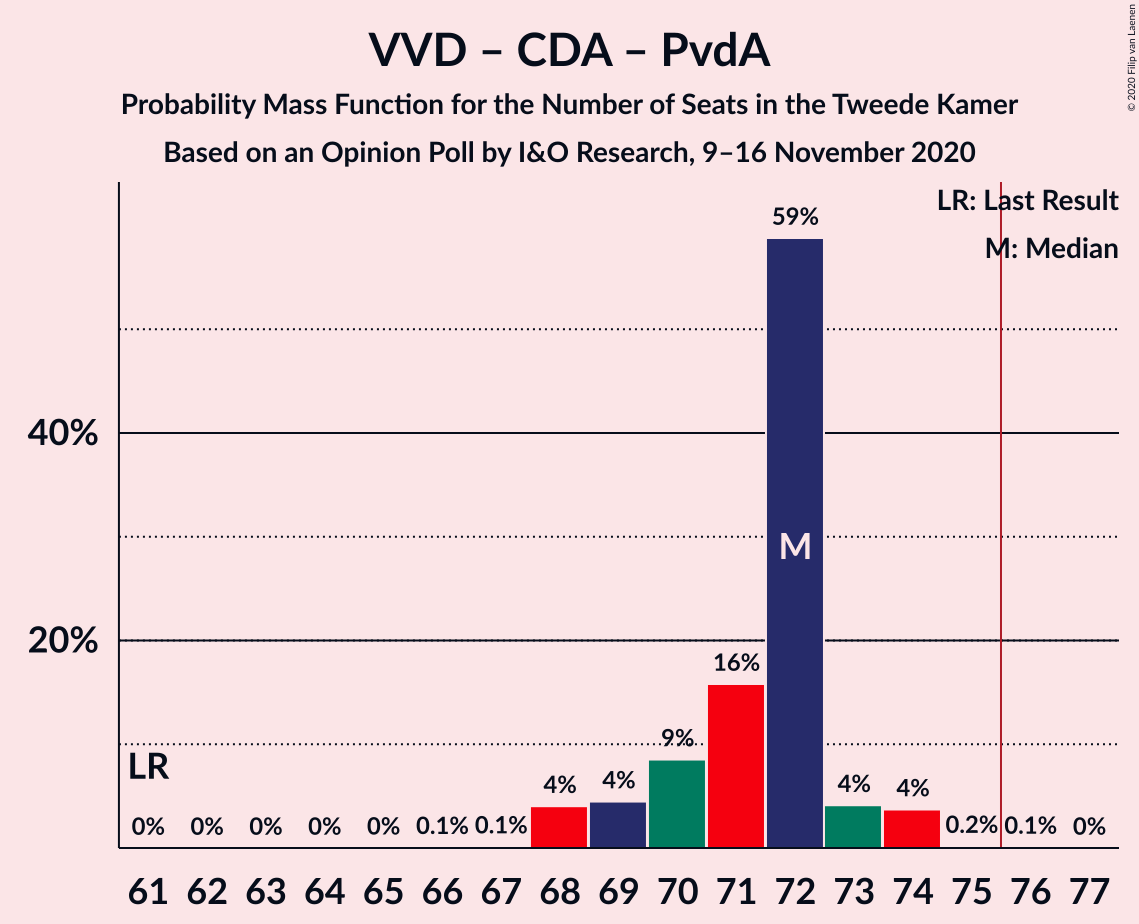 VVD – CDA – PvdA
Probability Mass Function for the Number of Seats in the Tweede Kamer
Based on an Opinion Poll by I&O Research, 9–16 November 2020
© 2020 Filip van Laenen
LR: Last Result
M: Median
59%
40%
M
20%
16%
9%
LR
4%
4%
4%
4%
0%
0%
0%
0%
0%
0.1%
0.1%
0.2%
0.1%
0%
61 62 63 64 65 66 67 68 69 70 71 72 73 74 75 76 77